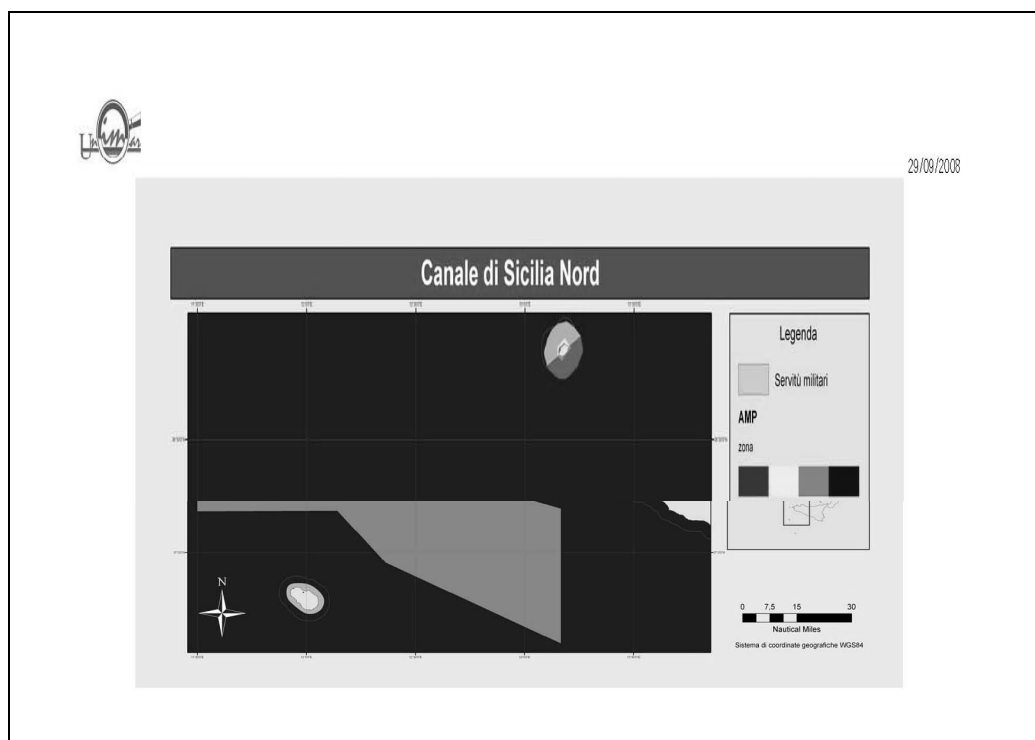 Unimar
29/09/2008
Canale di Sicilia Nord
Legenda
Servitù militari
AMP
zona
N
0 7,5 15 30
Nautical Miles
Sistema di coordinate geografiche WGS84